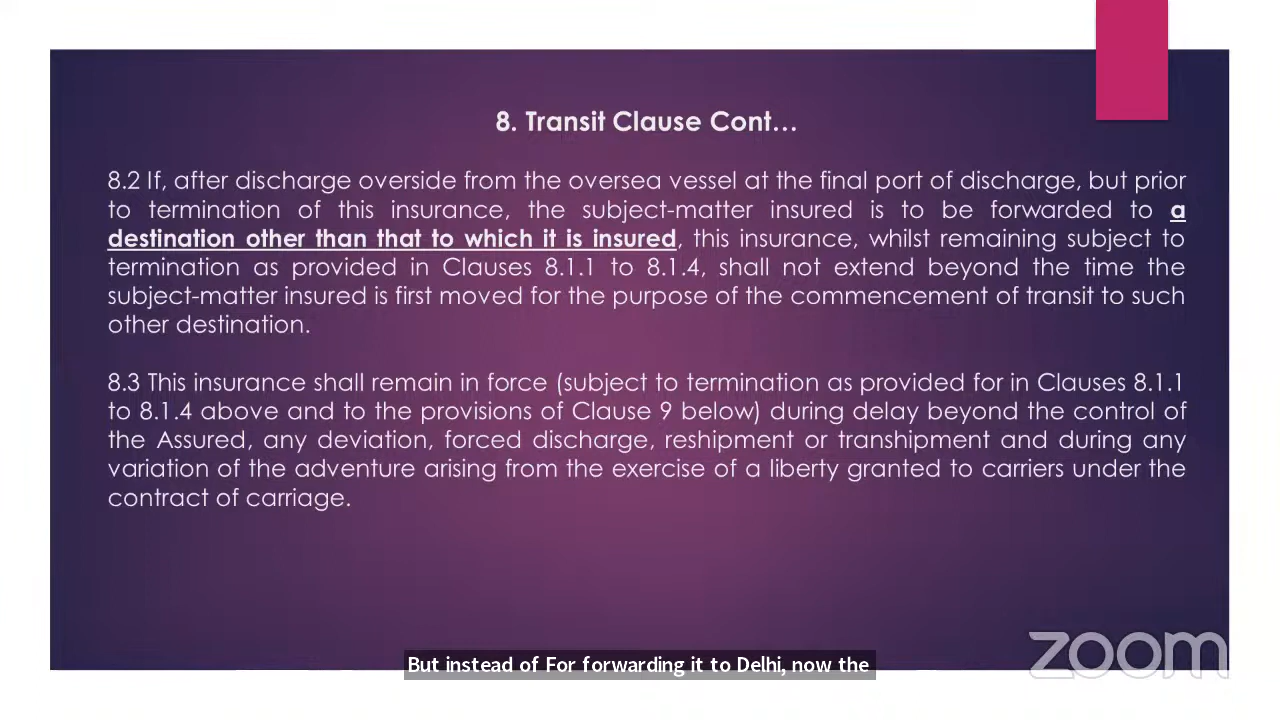 8. Transit Clause Cont…
8.2 If, after discharge overside from the oversea vessel at the final port of discharge, but prior
to termination of this insurance, the subject-matter insured is to be forwarded to a
destination other than that to which it is insured, this insurance, whilst remaining subject to
termination as provided in Clauses 8.1.1 to 8.1.4, shall not extend beyond the time the
subject-matter insured is first moved for the purpose of the commencement of transit to such
other destination.
8.3 This insurance shall remain in force (subject to termination as provided for in Clauses 8.1.1
to 8.1.4 above and to the provisions of Clause 9 below) during delay beyond the control of
the Assured, any deviation, forced discharge, reshipment or transhipment and during any
variation of the adventure arising from the exercise of a liberty granted to carriers under the
contract of carriage.
zoom
But instead of For forwarding it to Delhi, now the